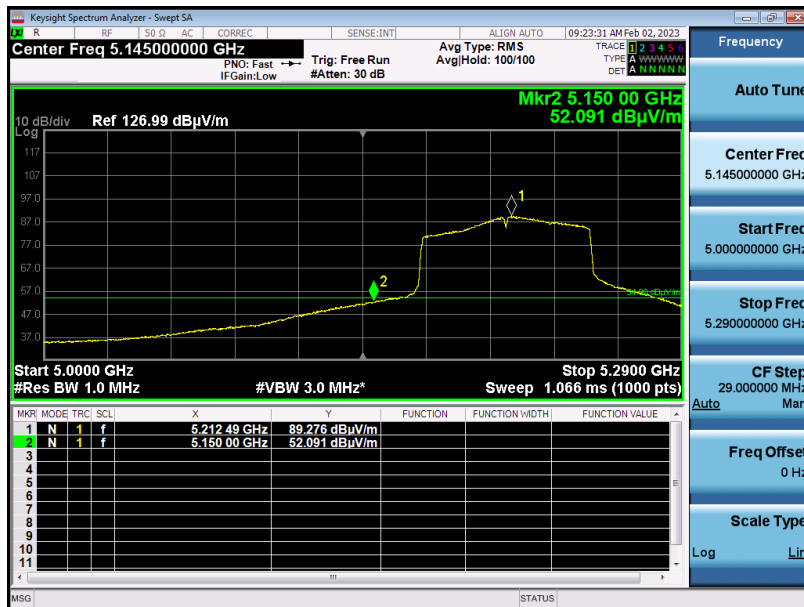 Keysight Spectrum Analyzer - Swept SA
LXI R RF 50 Ω AC CORREC SENSE:INT ALIGN AUTO 09:23:31 AM Feb 02, 2023
Center Freq 5.145000000 GHz
PNO: Fast
IFGain:Low
Trig: Free Run
#Atten: 30 dB
Avg Type: RMS
Avg|Hold: 100/100
TRACE 1 2 3 4 5 6
TYPE A WWWWW
DET A N N N N N
Mkr2 5.150 00 GHz
52.091 dBµV/m
10 dB/div Ref 126.99 dBµV/m
Log
117
107
97.0
87.0
77.0
67.0
57.0
47.0
37.0
1
2
Start 5.0000 GHz Stop 5.2900 GHz
#Res BW 1.0 MHz #VBW 3.0 MHz* Sweep 1.066 ms (1000 pts)
MKR MODE TRC SCL X Y FUNCTION FUNCTION WIDTH FUNCTION VALUE
1 N 1 f 5.212 49 GHz 89.276 dBµV/m
2 N 1 f 5.150 00 GHz 52.091 dBµV/m
3
4
5
6
7
8
9
10
11
MSG STATUS
Frequency
Auto Tune
Center Freq
5.145000000 GHz
Start Freq
5.000000000 GHz
Stop Freq
5.290000000 GHz
CF Step
29.000000 MHz
Auto Man
Freq Offset
0 Hz
Scale Type
Log Lin